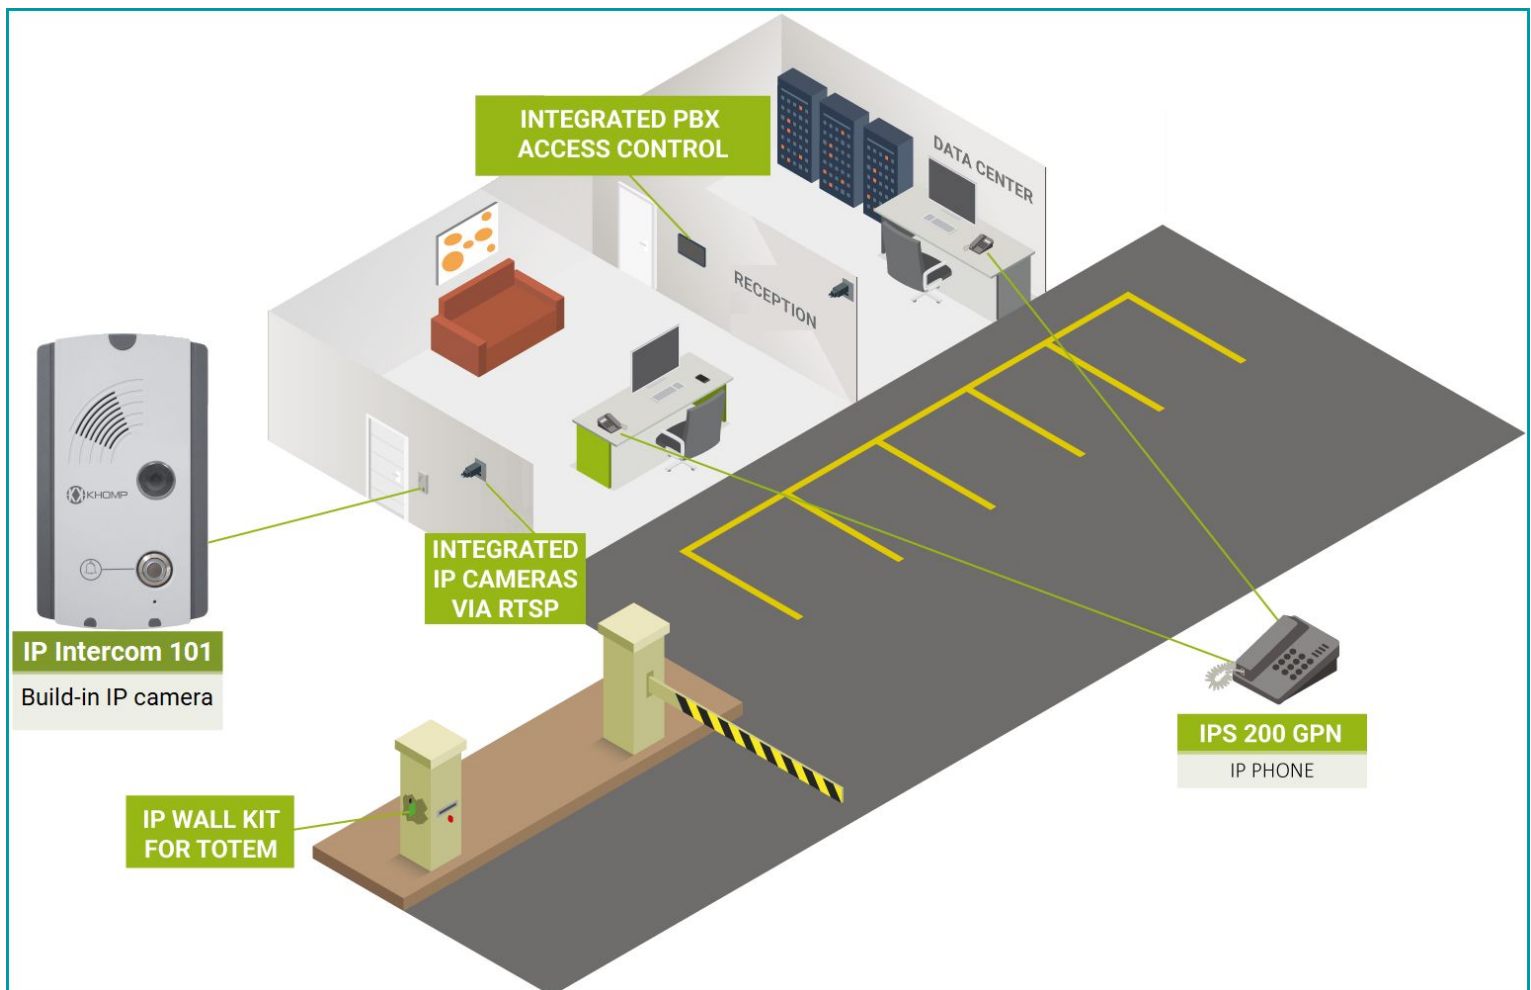 INTEGRATED PBX
ACCESS CONTROL
DATA CENTER
RECEPTION
KHOMP
INTEGRATED
IP CAMERAS
VIA RTSP
IP Intercom 101
Build-in IP camera
IPS 200 GPN
IP PHONE
IP WALL KIT
FOR TOTEM